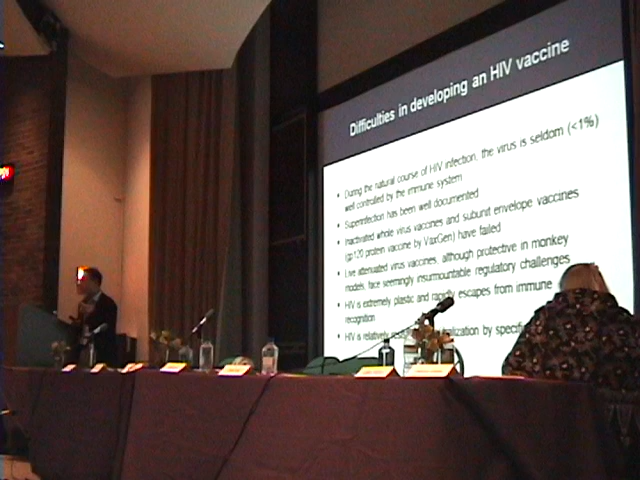 Difficulties in developing an HIV vaccine
• During the natural course of HIV infection, the virus is seldom (<1%)
well controlled by the immune system
• Superinfection has been well documented
• Inactivated whole virus vaccines and subunit envelope vaccines
(gp120 protein vaccine by VaxGen) have failed
• Live attenuated virus vaccines, although protective in monkey
models, face seemingly insurmountable regulatory challenges
• HIV is extremely plastic and rapidly escapes from immune
recognition
• HIV is relatively by